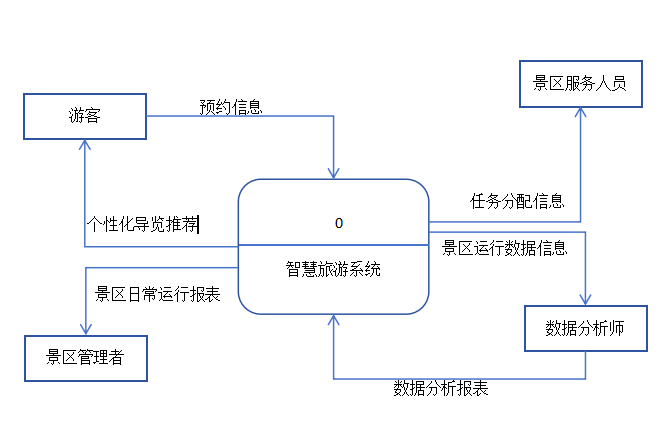 景区服务人员
游客
预约信息
任务分配信息
0
个性化导览推荐
景区运行数据信息
智慧旅游系统
景区日常运行报表
数据分析师
景区管理者
数据分析报表